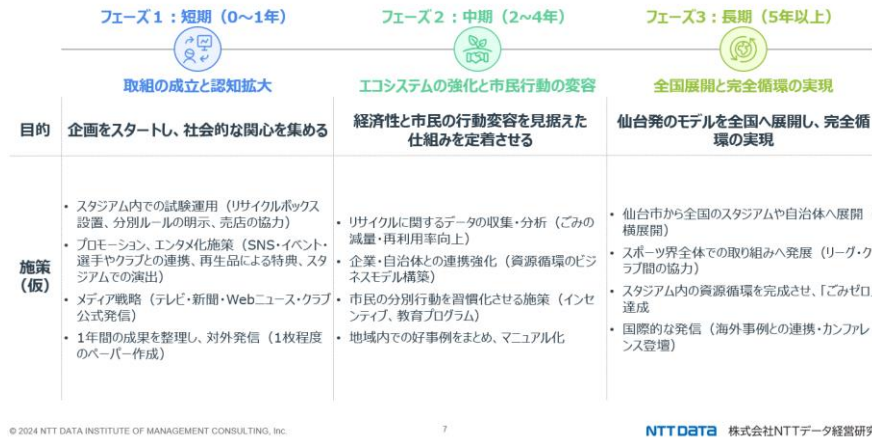 フェーズ1：短期（0～1年）
フェーズ2：中期（2~4年）
フェーズ3：長期（5年以上）
取組の成立と認知拡大
エコシステムの強化と市民行動の変容
全国展開と完全循環の実現
目的
企画をスタートし、社会的な関心を集める
経済性と市民の行動変容を見据えた
仕組みを定着させる
仙台発のモデルを全国へ展開し、完全循
環の実現
施策
（仮）
• スタジアム内での試験運用（リサイクルボックス
設置、分別ルールの明示、売店の協力）
• プロモーション、エンタメ化施策（SNS・イベント・
選手やクラブとの連携、再生品による特典、スタ
ジアムでの演出）
• メディア戦略（テレビ・新聞・Webニュース・クラブ
公式発信）
• 1年間の成果を整理し、対外発信（1枚程度
のペーパー作成）
• リサイクルに関するデータの収集・分析（ごみの
減量・再利用率向上）
• 企業・自治体との連携強化（資源循環のビジ
ネスモデル構築）
• 市民の分別行動を習慣化させる施策（インセ
ンティブ、教育プログラム）
• 地域内での好事例をまとめ、マニュアル化
• 仙台市から全国のスタジアムや自治体へ展開
横展開）
• スポーツ界全体での取り組みへ発展（リーグ・ク
ラブ間の協力）
• スタジアム内の資源循環を完成させ、「ごみゼロ」
達成
• 国際的な発信（海外事例との連携・カンファレ
ンス登壇）
© 2024 NTT DATA INSTITUTE OF MANAGEMENT CONSULTING, Inc.
7
NTT DATA 株式会社NTTデータ経営研究